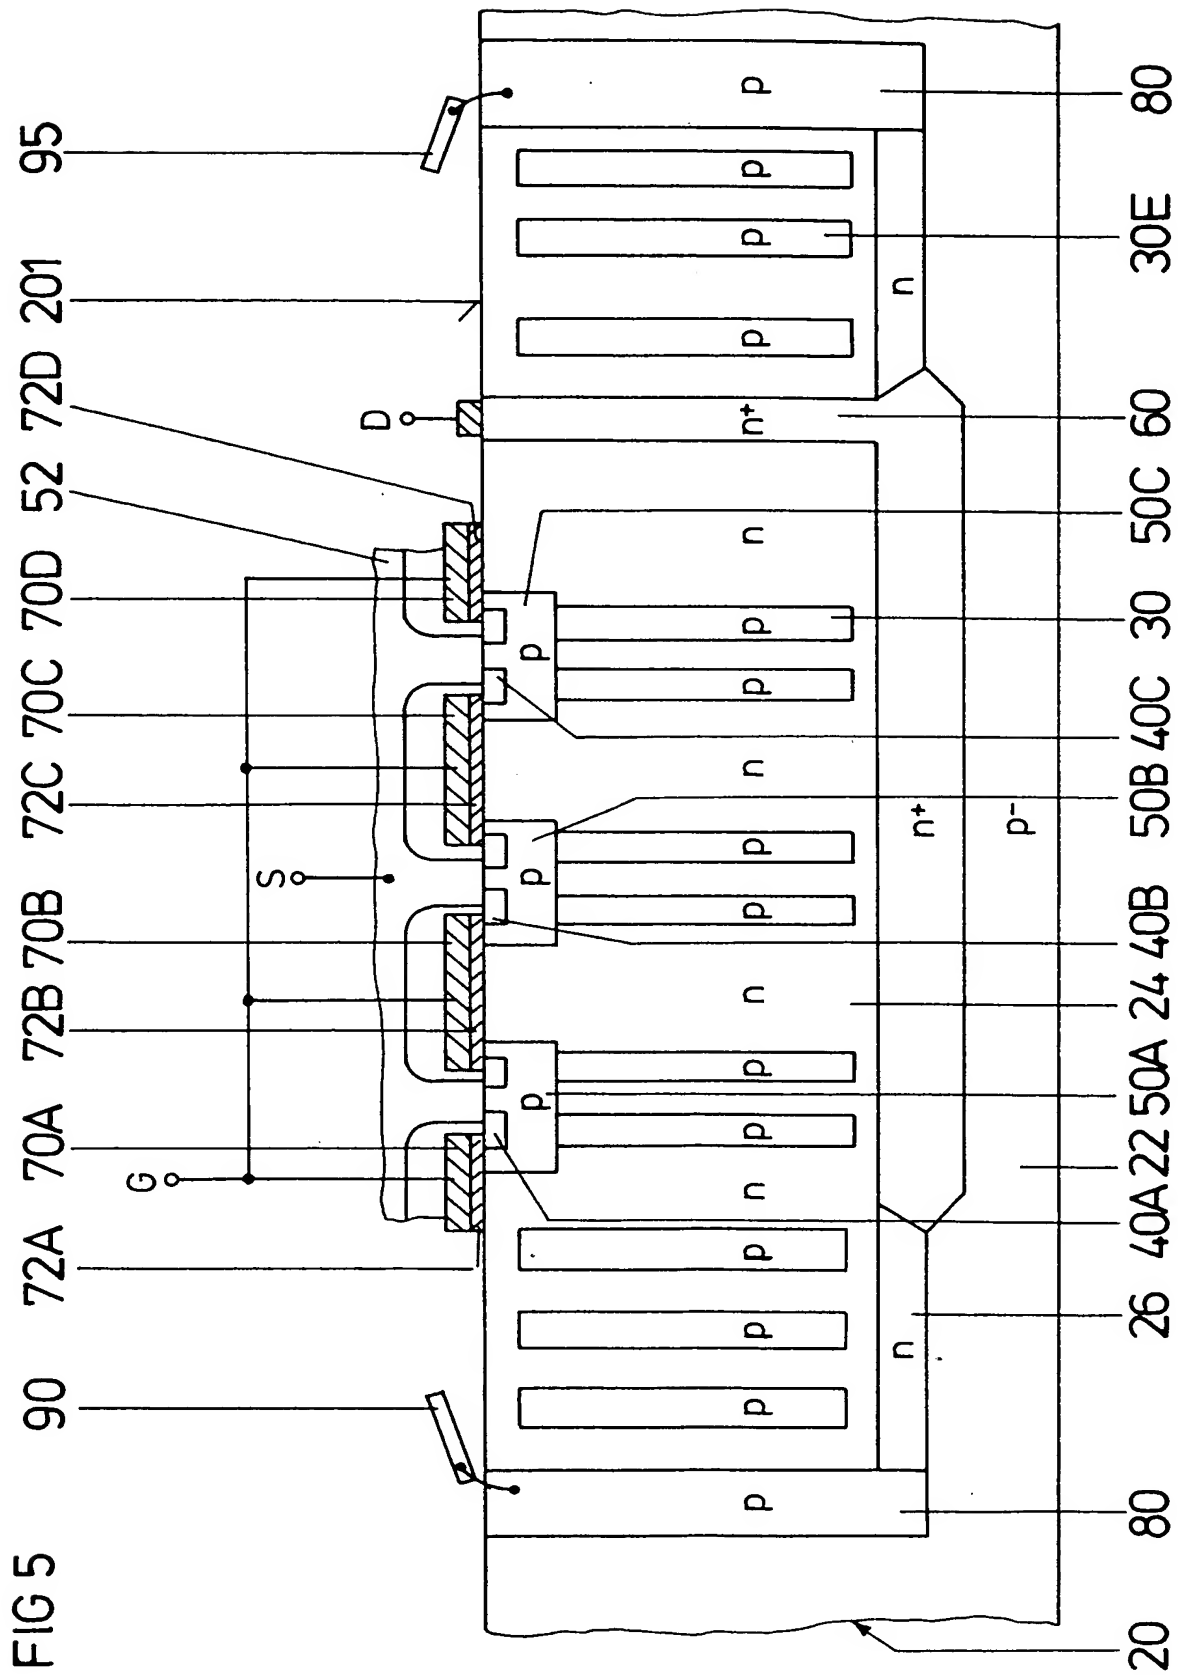 FIG 5
90 72A 70A 72B 70B 72C 70C 70D 52 72D 201 95
G S D
p p p p n p p p n p p p n p p p n n+ p p p p
n n+ n
p-
20 80 26 40A 22 50A 24 40B 50B 40C 30 50C 60 30E 80